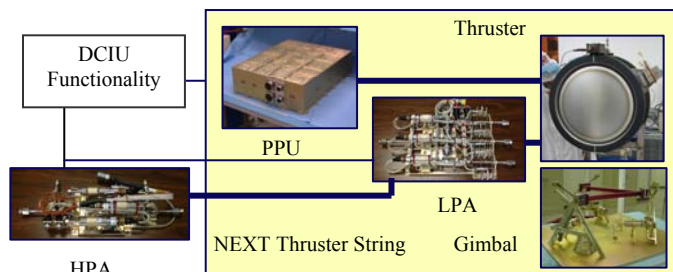 Thruster
DCIU
Functionality
PPU
LPA
NEXT Thruster String
Gimbal
HPA